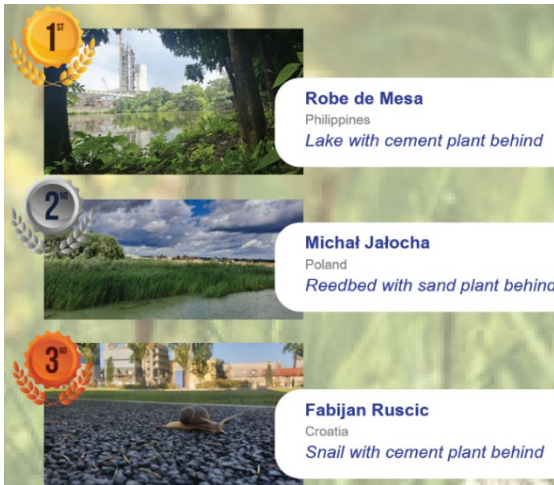 1ST
Robe de Mesa
Philippines
Lake with cement plant behind
2ND
Michał Jałocha
Poland
Reedbed with sand plant behind
3ND
Fabijan Ruscic
Croatia
Snail with cement plant behind